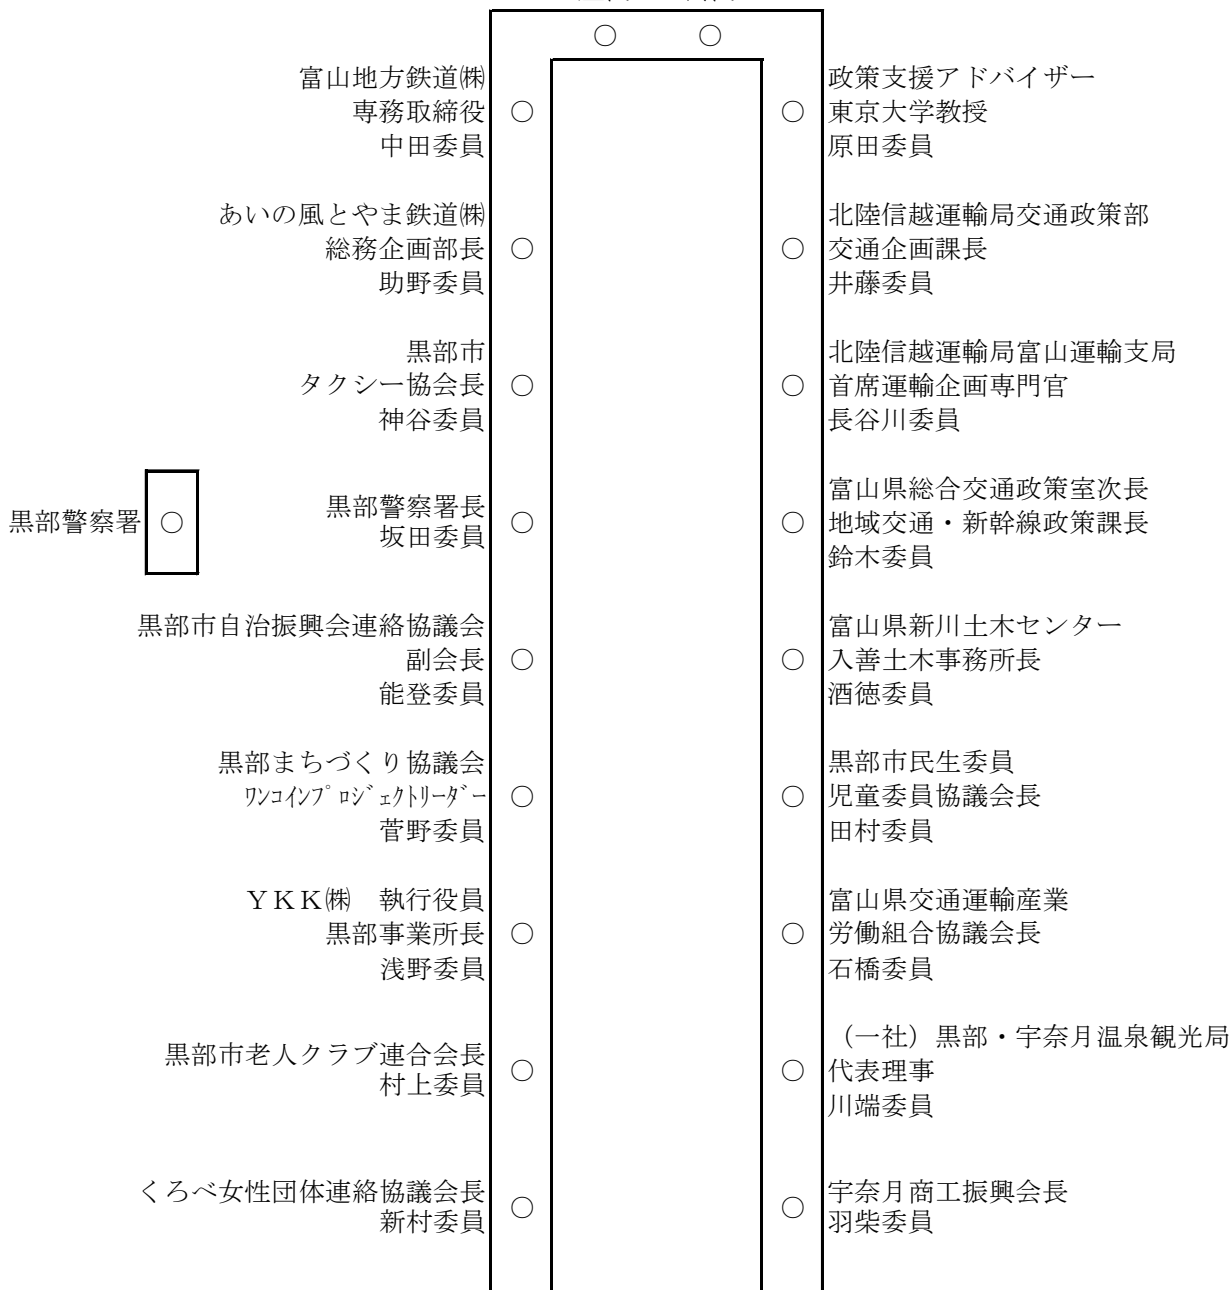 ○ ○
富山地方鉄道㈱
専務取締役 ○
中田委員
政策支援アドバイザー
○ 東京大学教授
原田委員
あいの風とやま鉄道㈱
総務企画部長 ○
助野委員
北陸信越運輸局交通政策部
○ 交通企画課長
井藤委員
黒部市
タクシー協会長 ○
神谷委員
北陸信越運輸局富山運輸支局
○ 首席運輸企画専門官
長谷川委員
黒部警察署 ○
黒部警察署長
坂田委員 ○
富山県総合交通政策室次長
○ 地域交通・新幹線政策課長
鈴木委員
黒部市自治振興会連絡協議会
副会長 ○
能登委員
富山県新川土木センター
○ 入善土木事務所長
酒徳委員
黒部まちづくり協議会
ﾜﾝｺｲﾝﾌﾟﾛｼﾞｪｸﾄﾘｰﾀﾞｰ ○
菅野委員
黒部市民生委員
○ 児童委員協議会長
田村委員
ＹＫＫ㈱　執行役員
黒部事業所長 ○
浅野委員
富山県交通運輸産業
○ 労働組合協議会長
石橋委員
黒部市老人クラブ連合会長
村上委員 ○
（一社）黒部・宇奈月温泉観光局
○ 代表理事
川端委員
くろべ女性団体連絡協議会長
新村委員 ○
宇奈月商工振興会長
○ 羽柴委員